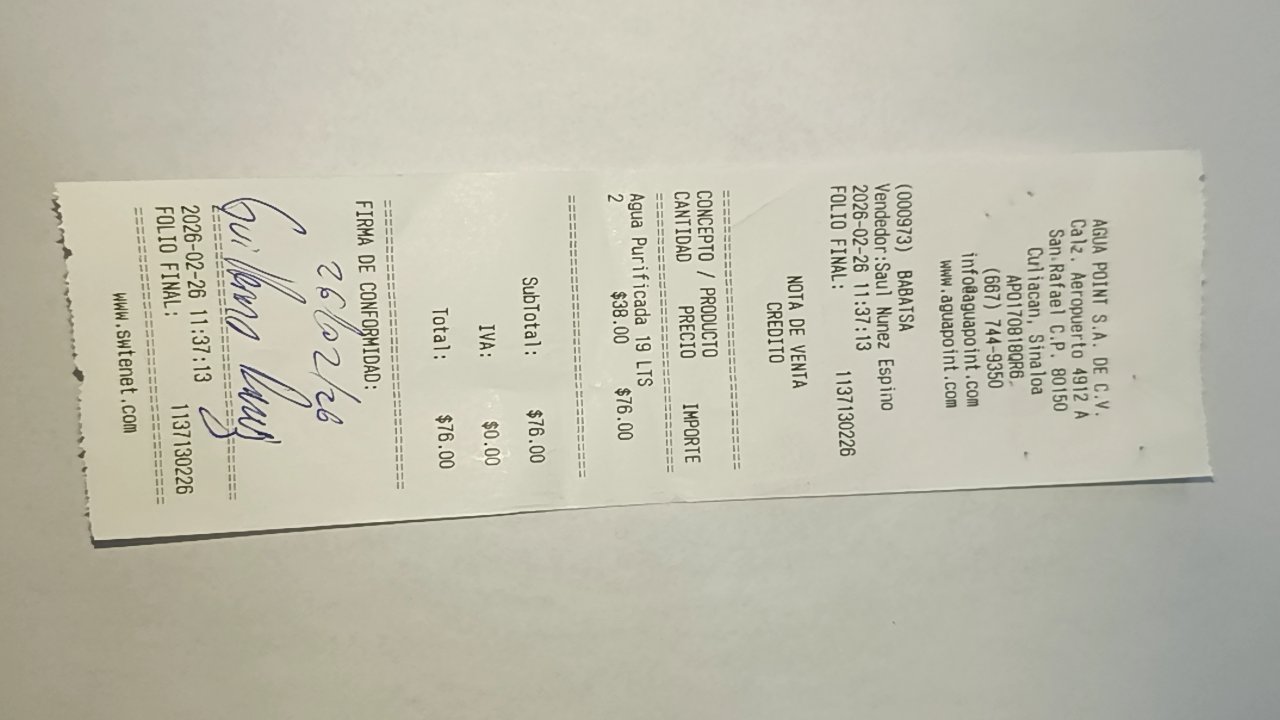 AGUA POINT S.A. DE C.V.
Calz. Aeropuerto 4912 A
San Rafael C.P. 80150
Culiacan, Sinaloa
APO170818QR6
(667) 744-9350
info@aguapoint.com
www.aguapoint.com
(000973) BABATSA
Vendedor:Saul Nunez Espino
2026-02-26 11:37:13
FOLIO FINAL: 1137130226
NOTA DE VENTA
CREDITO
==============================
CONCEPTO / PRODUCTO
CANTIDAD PRECIO IMPORTE
==============================
Agua Purificada 19 LTS
2 $38.00 $76.00
==============================
SubTotal: $76.00
IVA: $0.00
Total: $76.00
==============================
FIRMA DE CONFORMIDAD:
26/02/26
Guillermo
==============================
2026-02-26 11:37:13
FOLIO FINAL: 1137130226
==============================
www.swtenet.com